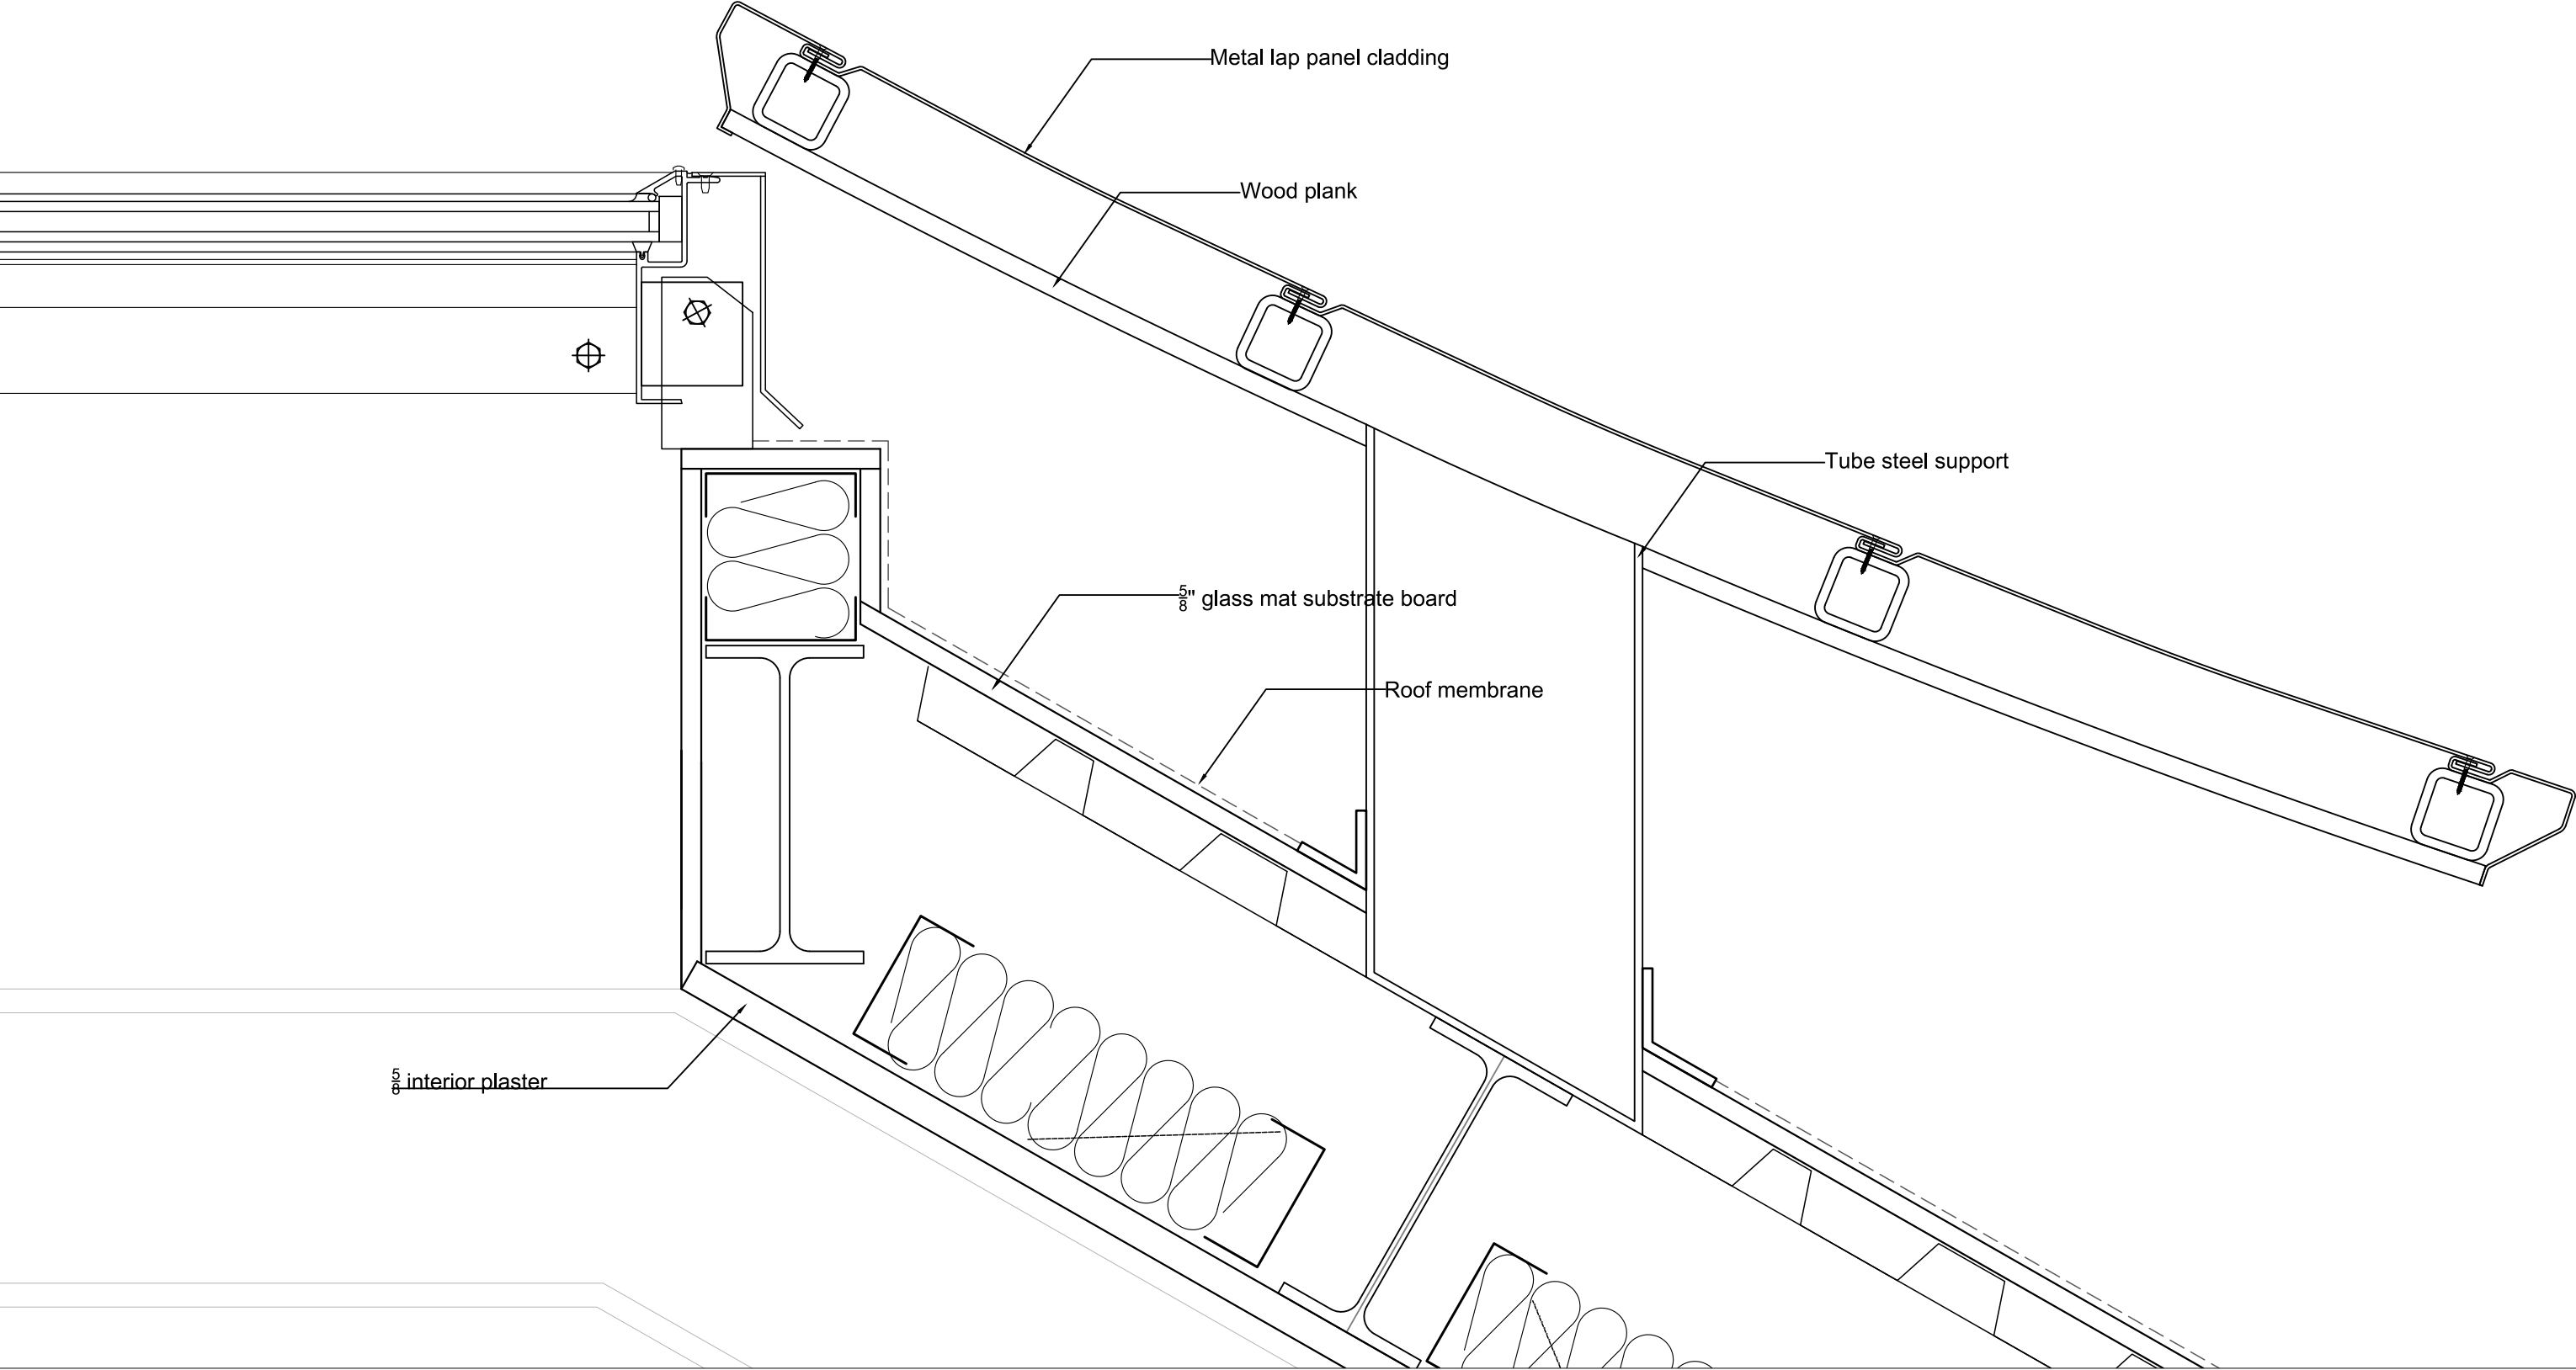 Metal lap panel cladding
Wood plank
Tube steel support
5/8" glass mat substrate board
Roof membrane
5/8 interior plaster